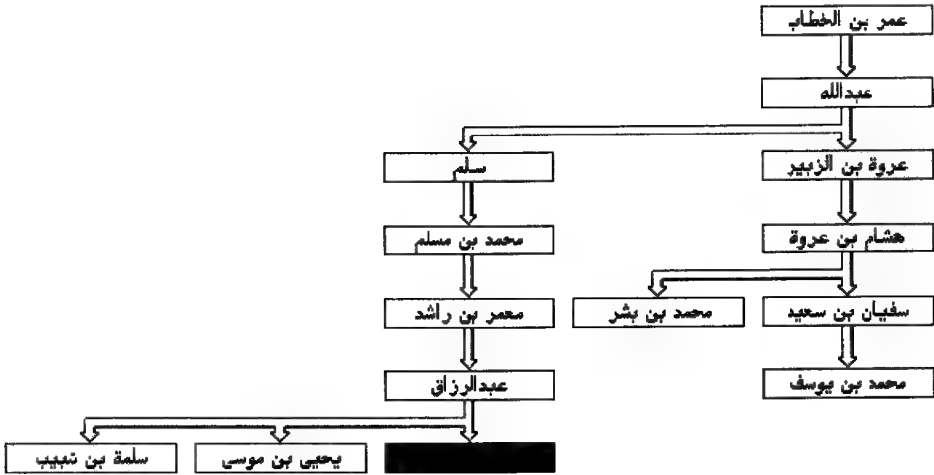 عمر بن الخطاب
عبدالله
عروة بن الزبير
سلم
هشام بن عروة
محمد بن مسلم
سفيان بن سعيد
محمد بن بشر
معمر بن راشد
محمد بن يوسف
عبدالرزاق
يحيى بن موسى
سلمة بن شبيب